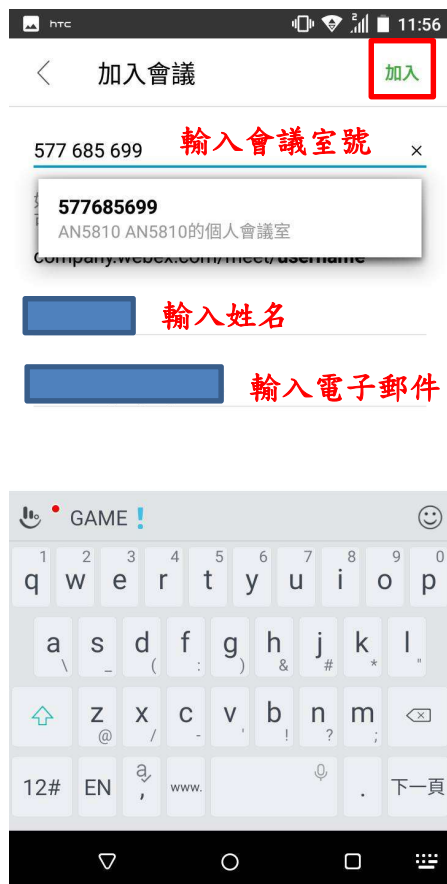 hTC 2 11:56
加入會議 加入
577 685 699 輸入會議室號 ×
577685699
AN5810 AN5810的個人會議室
company.webex.com/meet/username
輸入姓名
輸入電子郵件
GAME!
1 2 3 4 5 6 7 8 9 0
q w e r t y u i o p
a s d f g h j k l
\ _ ( : ) & # * "
z x c v b n m
@ / - ' ! ? ;
12# EN a , www. . 下一頁